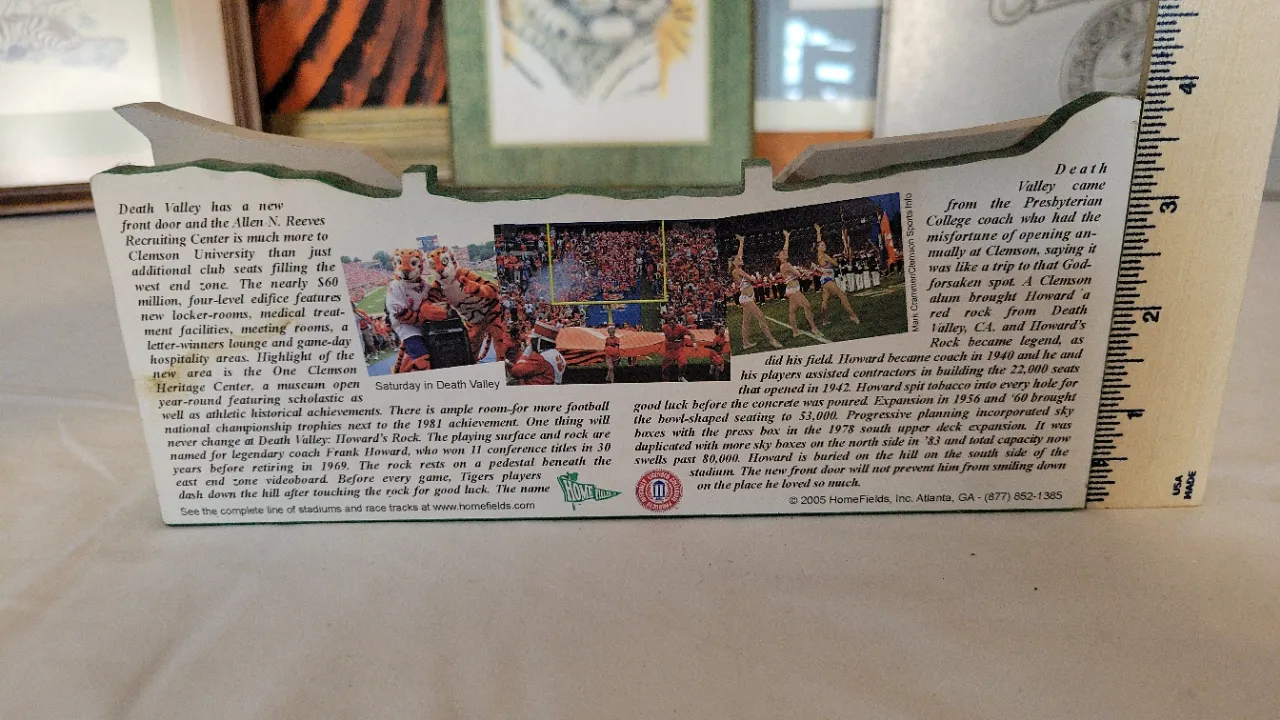 Death Valley has a new
front door and the Allen N. Reeves
Recruiting Center is much more to
Clemson University than just
additional club seats filling the
west end zone. The nearly $60
million, four-level edifice features
new locker-rooms, medical treat-
ment facilities, meeting rooms, a
letter-winners lounge and game-day
hospitality areas. Highlight of the
new area is the One Clemson
Heritage Center, a museum open
year-round featuring scholastic as
well as athletic historical achievements. There is ample room for more football
national championship trophies next to the 1981 achievement. One thing will
never change at Death Valley: Howard's Rock. The playing surface and rock are
named for legendary coach Frank Howard, who won 11 conference titles in 30
years before retiring in 1969. The rock rests on a pedestal beneath the
east end zone videoboard. Before every game, Tigers players
dash down the hill after touching the rock for good luck. The name
See the complete line of stadiums and race tracks at www.homefields.com
Saturday in Death Valley
Mark Crammer/Clemson Sports Info
Death
Valley came
from the Presbyterian
College coach who had the
misfortune of opening an-
nually at Clemson, saying it
was like a trip to that God-
forsaken spot. A Clemson
alum brought Howard a
red rock from Death
Valley, CA, and Howard's
Rock became legend, as
did his field. Howard became coach in 1940 and he and
his players assisted contractors in building the 22,000 seats
that opened in 1942. Howard spit tobacco into every hole for
good luck before the concrete was poured. Expansion in 1956 and '60 brought
the bowl-shaped seating to 53,000. Progressive planning incorporated sky
boxes with the press box in the 1978 south upper deck expansion. It was
duplicated with more sky boxes on the north side in '83 and total capacity now
swells past 80,000. Howard is buried on the hill on the south side of the
stadium. The new front door will not prevent him from smiling down
on the place he loved so much.
HOME FIELDS
© 2005 HomeFields, Inc. Atlanta, GA - (877) 852-1385
4
3
2
1
USA
MADE